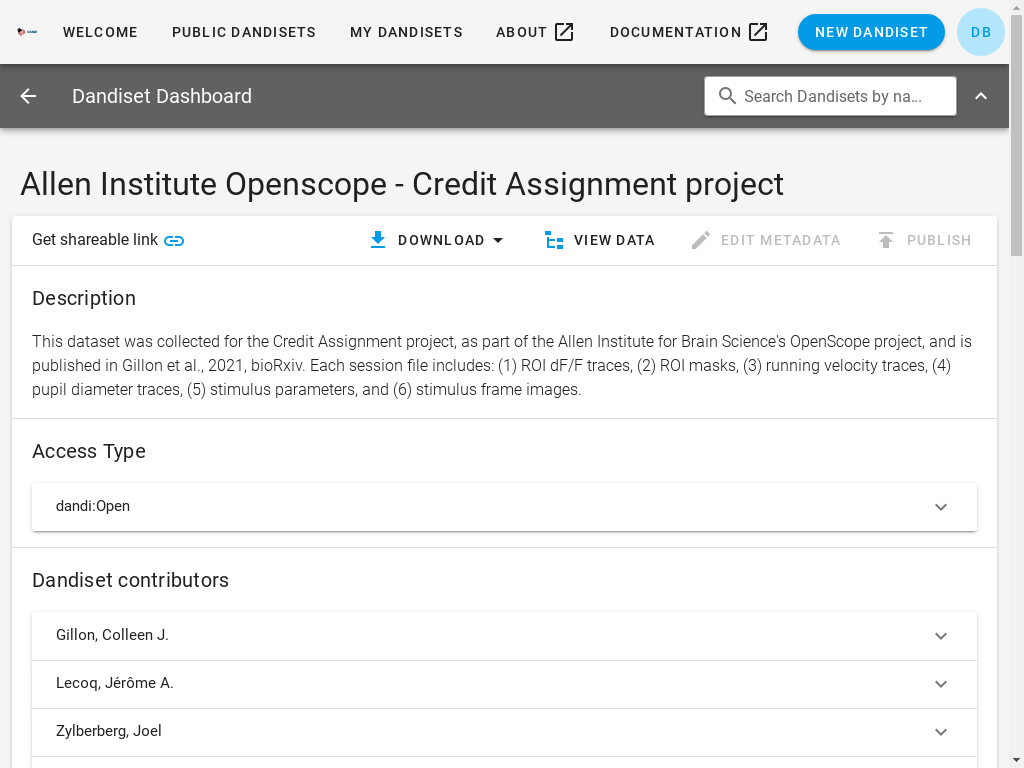 WELCOME PUBLIC DANDISETS MY DANDISETS ABOUT DOCUMENTATION NEW DANDISET DB
Dandiset Dashboard Search Dandisets by na...
Allen Institute Openscope - Credit Assignment project
Get shareable link DOWNLOAD VIEW DATA EDIT METADATA PUBLISH
Description
This dataset was collected for the Credit Assignment project, as part of the Allen Institute for Brain Science's OpenScope project, and is
published in Gillon et al., 2021, bioRxiv. Each session file includes: (1) ROI dF/F traces, (2) ROI masks, (3) running velocity traces, (4)
pupil diameter traces, (5) stimulus parameters, and (6) stimulus frame images.
Access Type
dandi:Open
Dandiset contributors
Gillon, Colleen J.
Lecoq, Jérôme A.
Zylberberg, Joel